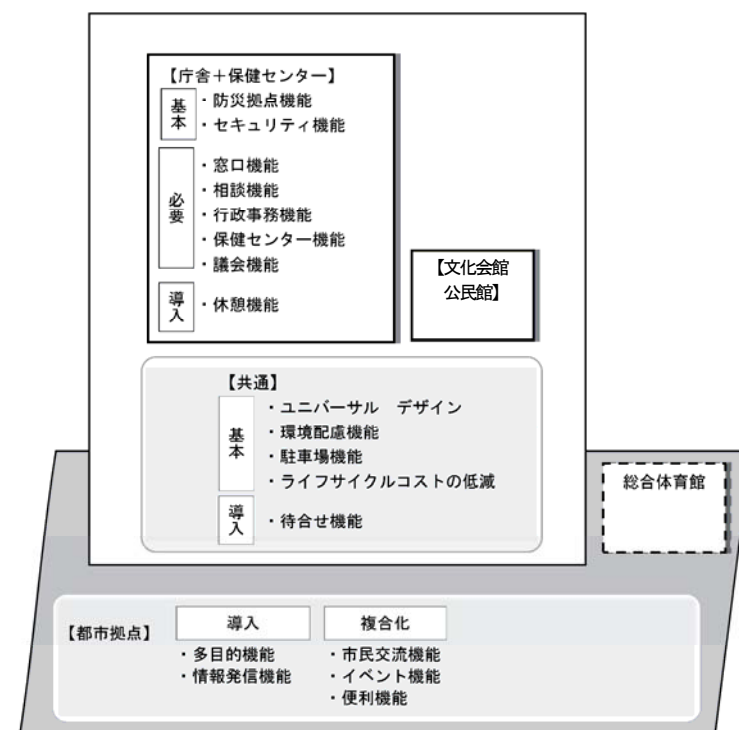 【庁舎＋保健センター】
基本
・防災拠点機能
・セキュリティ機能
必要
・窓口機能
・相談機能
・行政事務機能
・保健センター機能
・議会機能
導入
・休憩機能
【文化会館
公民館】
【共通】
基本
・ユニバーサル　デザイン
・環境配慮機能
・駐車場機能
・ライフサイクルコストの低減
導入
・待合せ機能
総合体育館
【都市拠点】
導入
・多目的機能
・情報発信機能
複合化
・市民交流機能
・イベント機能
・便利機能